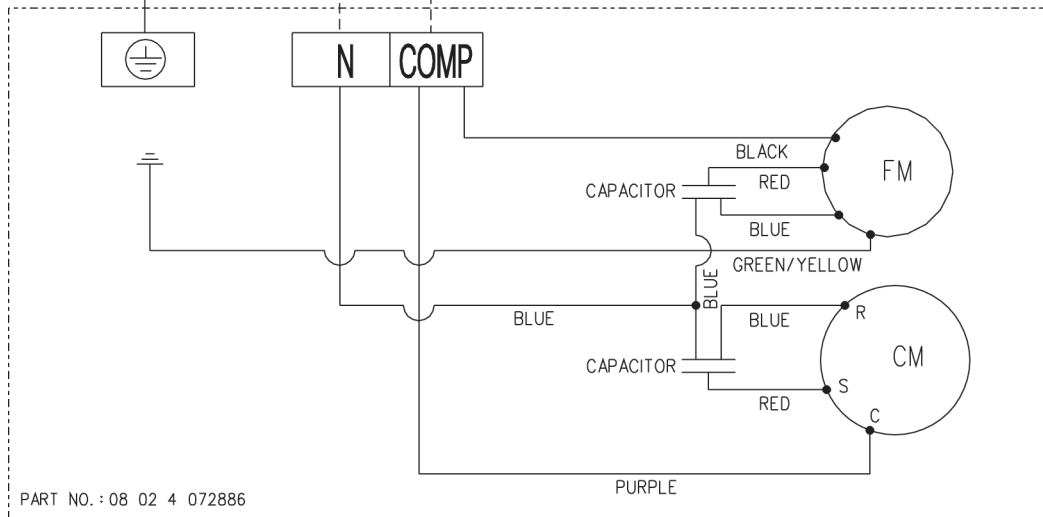 N COMP
BLACK
FM
CAPACITOR
RED
BLUE
GREEN/YELLOW
BLUE
BLUE
BLUE
R
CAPACITOR
CM
S
RED
C
PURPLE
PART NO.:08 02 4 072886